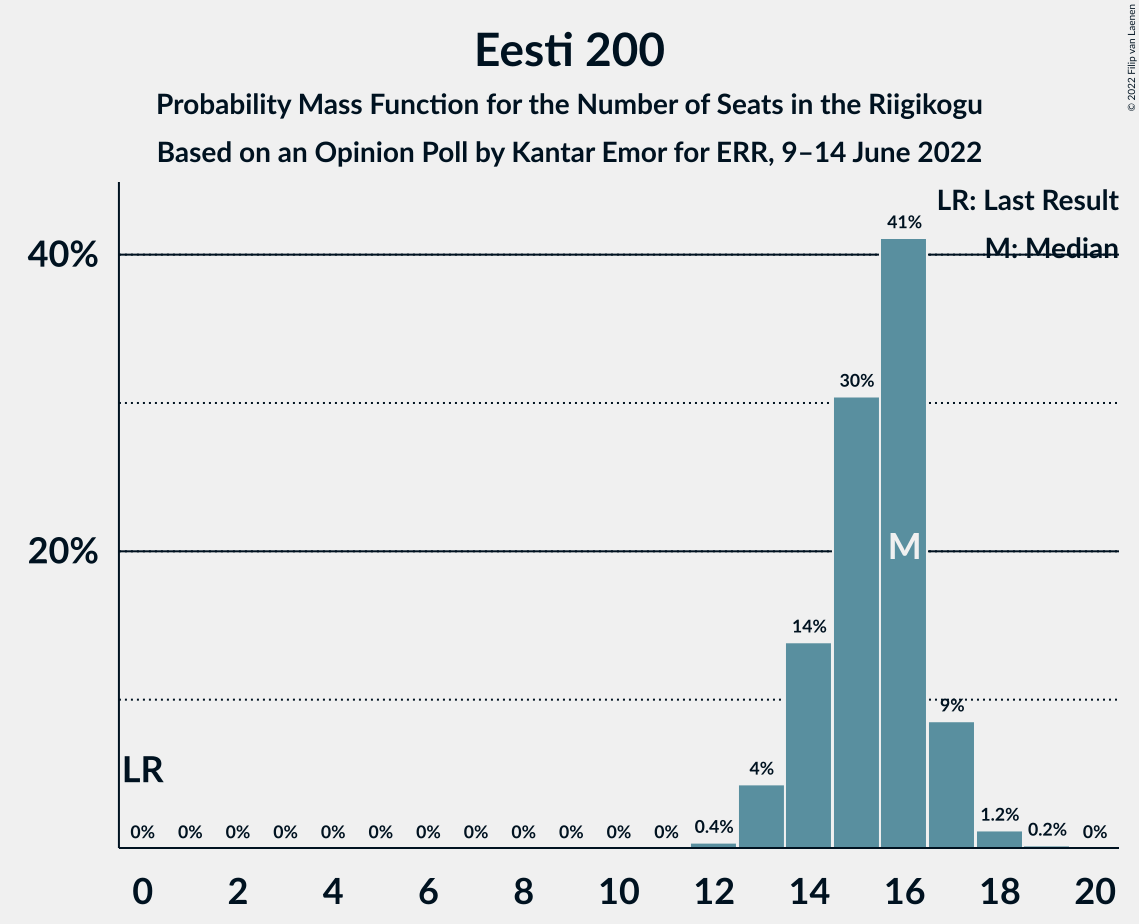 Eesti 200
Probability Mass Function for the Number of Seats in the Riigikogu
Based on an Opinion Poll by Kantar Emor for ERR, 9–14 June 2022
© 2022 Filip van Laenen
LR: Last Result
M: Median
40%
20%
41%
30%
M
14%
9%
LR
4%
0% 0% 0% 0% 0% 0% 0% 0% 0% 0% 0% 0% 0.4% 1.2% 0.2% 0%
0 2 4 6 8 10 12 14 16 18 20